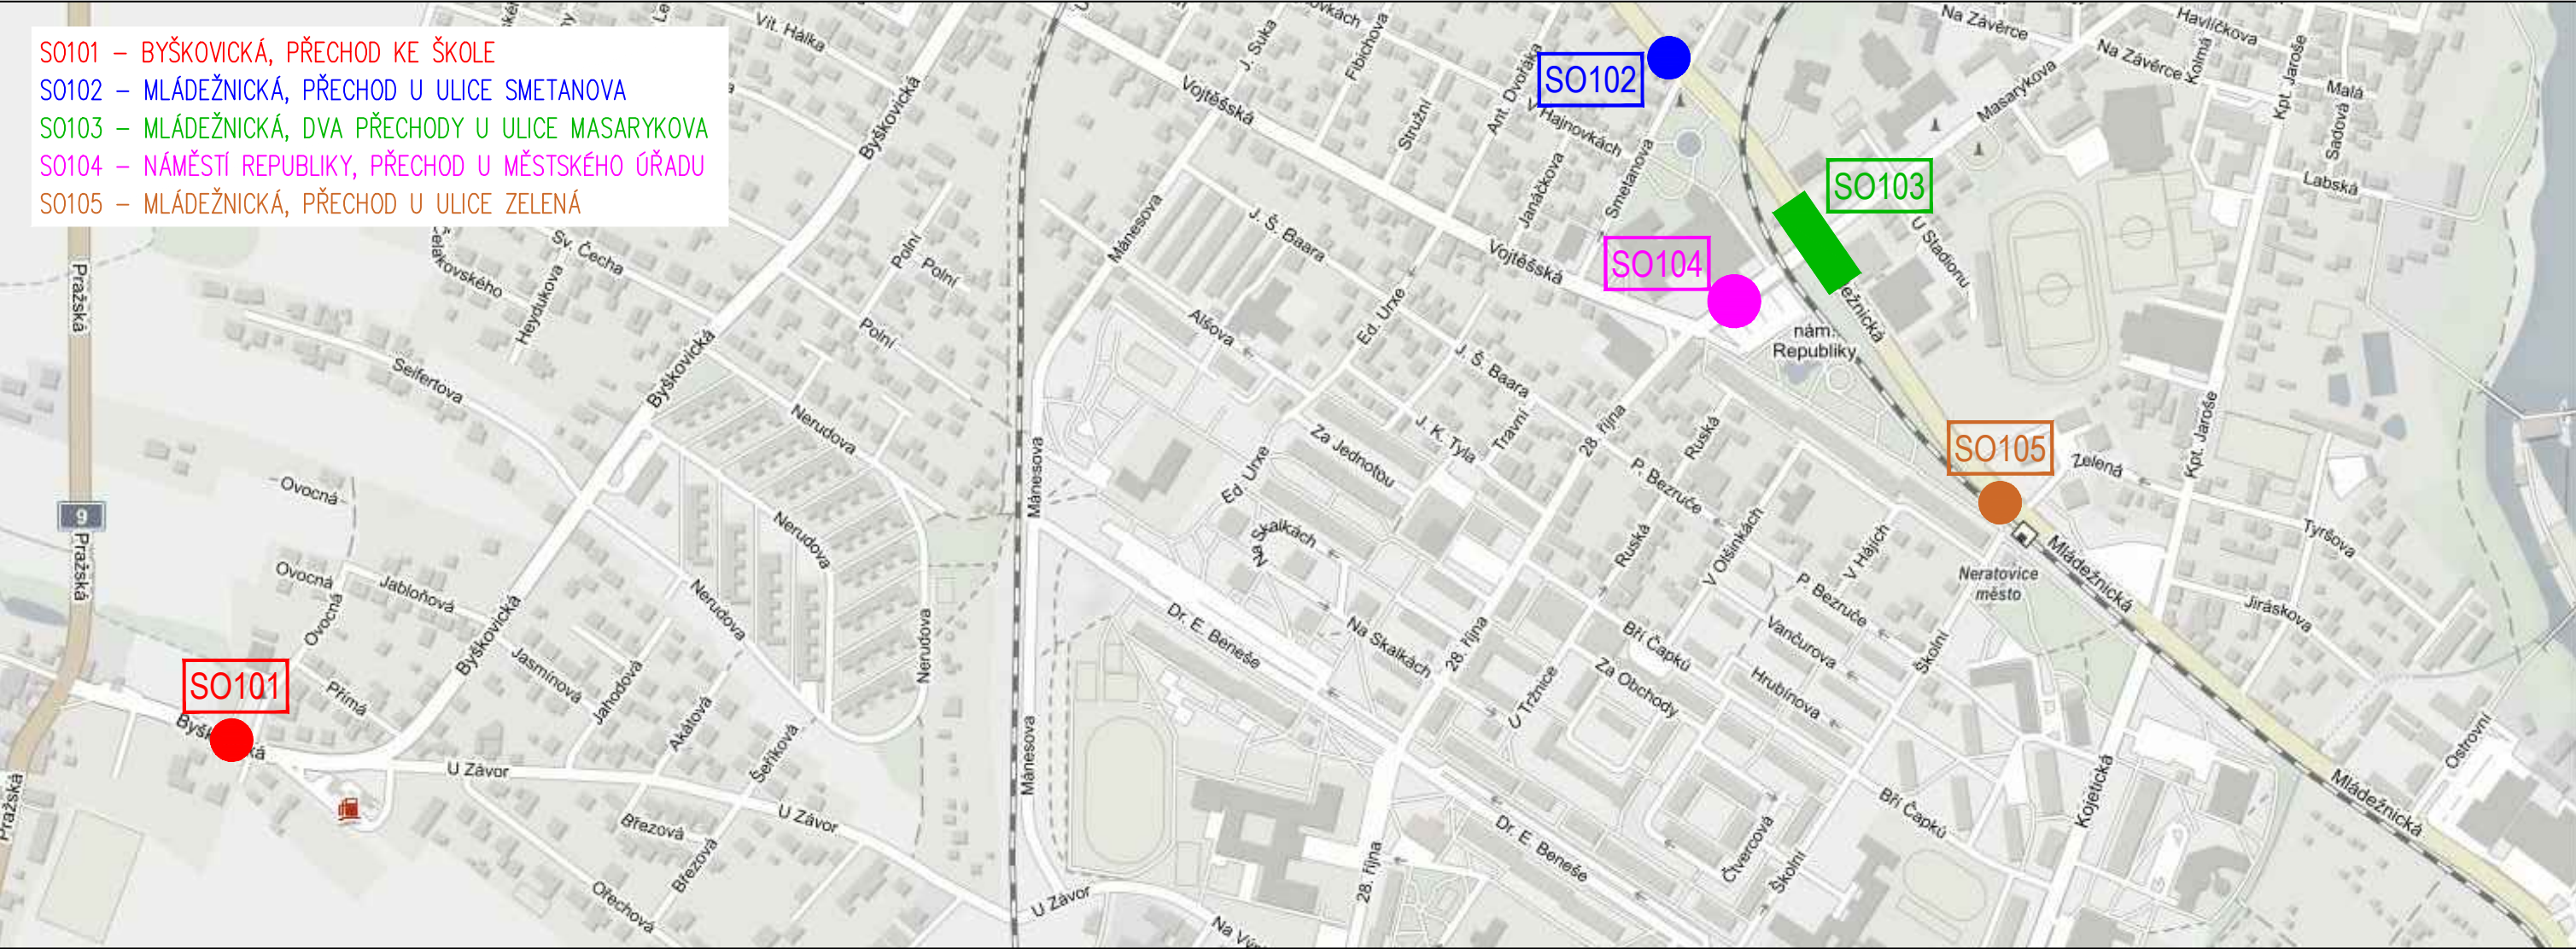 SO101 – BYŠKOVICKÁ, PŘECHOD KE ŠKOLE
SO102 – MLÁDEŽNICKÁ, PŘECHOD U ULICE SMETANOVA
SO103 – MLÁDEŽNICKÁ, DVA PŘECHODY U ULICE MASARYKOVA
SO104 – NÁMĚSTÍ REPUBLIKY, PŘECHOD U MĚSTSKÉHO ÚŘADU
SO105 – MLÁDEŽNICKÁ, PŘECHOD U ULICE ZELENÁ
Vít. Hálka
Byškovická
J. Suka
Fibichova
Ant. Dvořáka
SO102
Na Závěrce
Havlíčkova
Na Závěrce
Kolmá
Kpt. Jaroše
Malá
Sadová
Labská
Masarykova
Vojtěšská
Stružní
V Hajnovkách
Janáčkova
Smetanova
SO103
U Stadionu
Mánesova
J. Š. Baara
Vojtěšská
SO104
Pražská
Sv. Čecha
Heydukova
Polní
Polní
Polní
Alšova
Ed. Urxe
J. Š. Baara
nám.
Republiky
Seifertova
Byškovická
Nerudova
Za Jednotou
J. K. Tyla
Travní
28. října
Ruská
P. Bezruče
SO105
Zelená
Kpt. Jaroše
Tyršova
Mánesova
Ed. Urxe
Na Skalkách
9
Ovocná
Nerudova
Pražská
Ovocná
Jabloňová
Ovocná
Byškovická
Nerudova
Nerudova
Ruská
V Olšinkách
V Hájích
P. Bezruče
Neratovice
město
Mládežnická
Jiráskova
Dr. E. Beneše
Na Skalkách
28. října
Bří Čapků
Vančurova
Školní
SO101
Přímá
Jasmínová
Jahodová
Akátová
Šeříková
U Tržnice
Za Obchody
Hrubínova
Ostrovní
U Závor
Mánesova
Kojetická
Mládežnická
Pražská
Březová
Březová
U Závor
Bří Čapků
Dr. E. Beneše
Čtvercová
Školní
28. října
Ořechová
U Závor